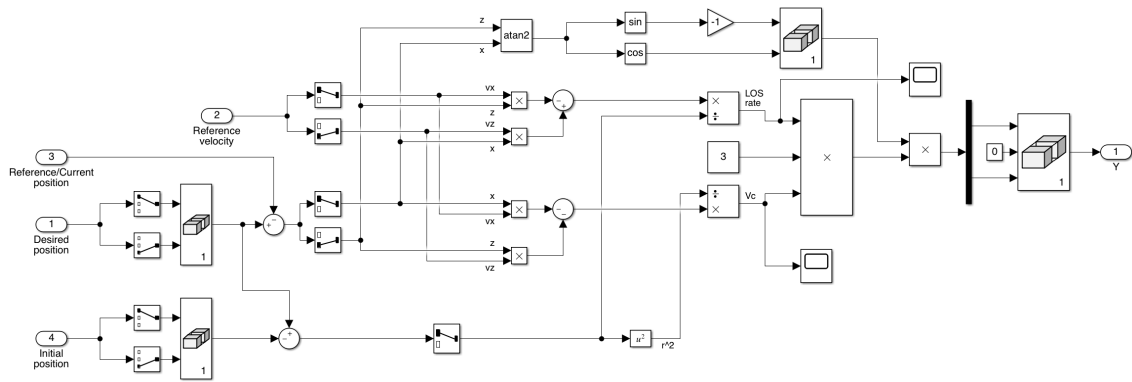 z
atan2
x
sin
-1
cos
1
2
Reference
velocity
vx
×
z
vz
×
x
- +
×
÷
LOS
rate
3
Reference/Current
position
3
×
×
0
1
1
Y
1
Desired
position
1
+ -
x
×
vx
z
×
vz
- -
÷
×
Vc
4
Initial
position
1
- +
u²
r^2